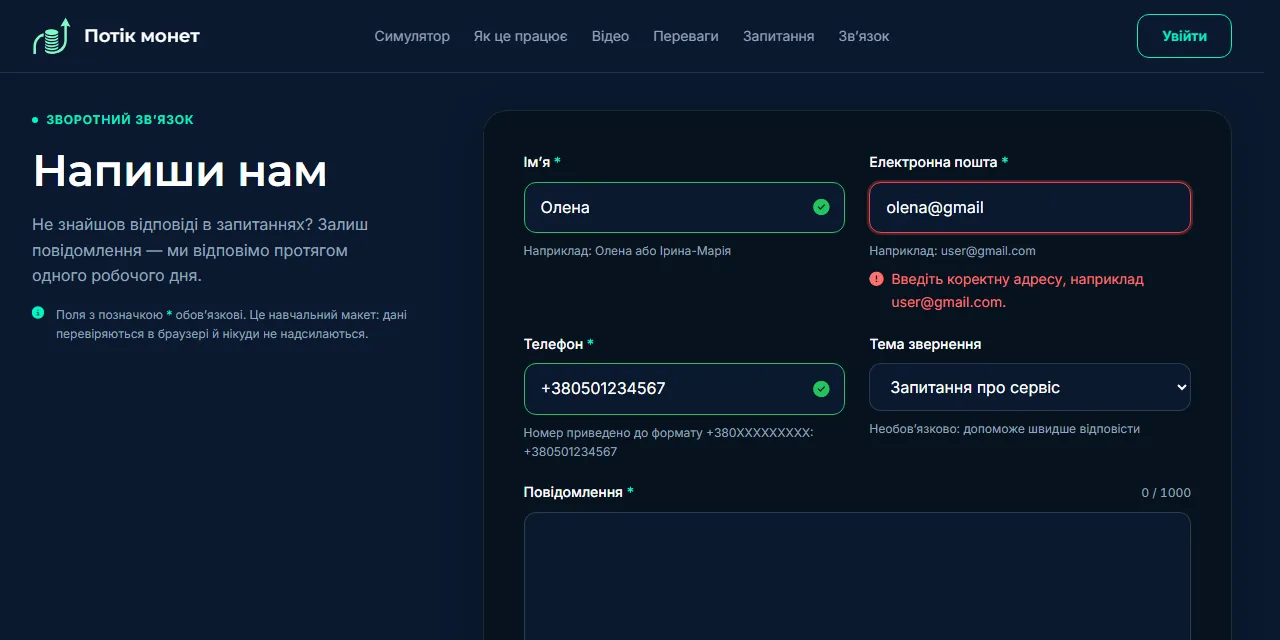 Потік монет
Симулятор
Як це працює
Відео
Переваги
Запитання
Зв’язок
Увійти
ЗВОРОТНИЙ ЗВ’ЯЗОК
Напиши нам
Не знайшов відповіді в запитаннях? Залиш
повідомлення — ми відповімо протягом
одного робочого дня.
Поля з позначкою * обов’язкові. Це навчальний макет: дані
перевіряються в браузері й нікуди не надсилаються.
Ім’я *
Олена
Наприклад: Олена або Ірина-Марія
Електронна пошта *
olena@gmail
Наприклад: user@gmail.com
Введіть коректну адресу, наприклад
user@gmail.com.
Телефон *
+380501234567
Номер приведено до формату +380XXXXXXXXX:
+380501234567
Тема звернення
Запитання про сервіс
Необов’язково: допоможе швидше відповісти
Повідомлення *
0 / 1000